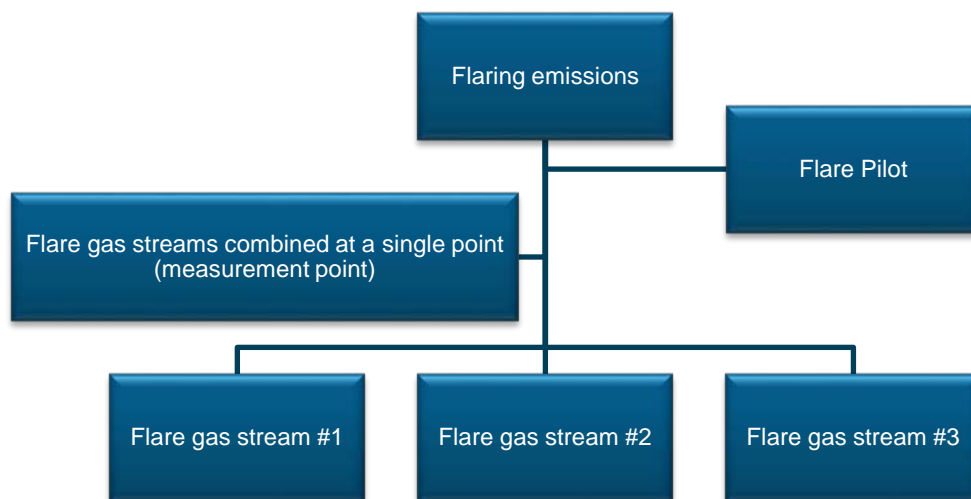 Flaring emissions
Flare Pilot
Flare gas streams combined at a single point
(measurement point)
Flare gas stream #1
Flare gas stream #2
Flare gas stream #3